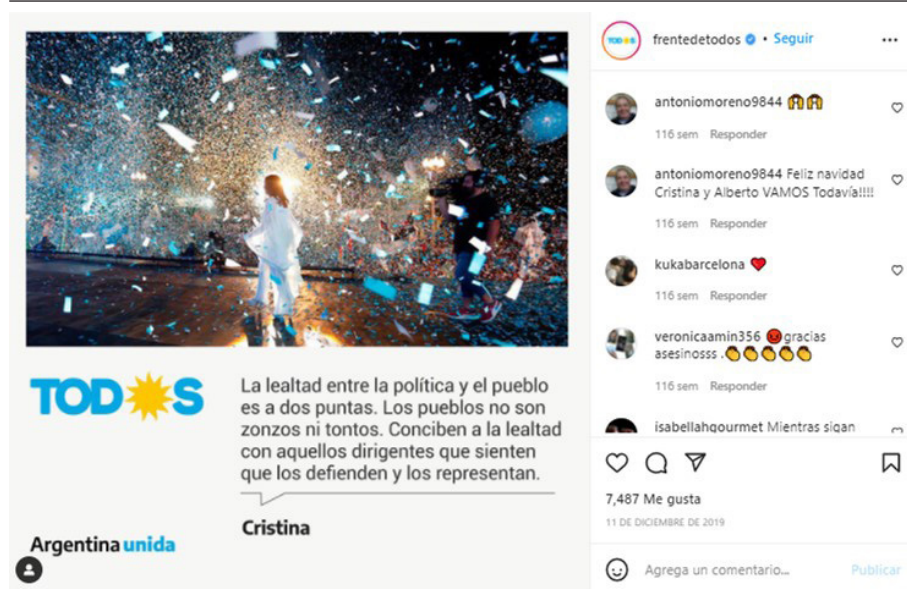 frentedetodos • Seguir
antoniomoreno9844 🙌🙌
116 sem Responder
antoniomoreno9844 Feliz navidad
Cristina y Alberto VAMOS Todavía!!!!
116 sem Responder
kukabarcelona ❤️
116 sem Responder
veronicaamin356 😡gracias
asesinosss .👏👏👏👏👏
116 sem Responder
isabellahgourmet Mientras sigan
7,487 Me gusta
11 DE DICIEMBRE DE 2019
Agrega un comentario... Publicar
TODOS
La lealtad entre la política y el pueblo
es a dos puntas. Los pueblos no son
zonzos ni tontos. Conciben a la lealtad
con aquellos dirigentes que sienten
que los defienden y los representan.
Cristina
Argentina unida